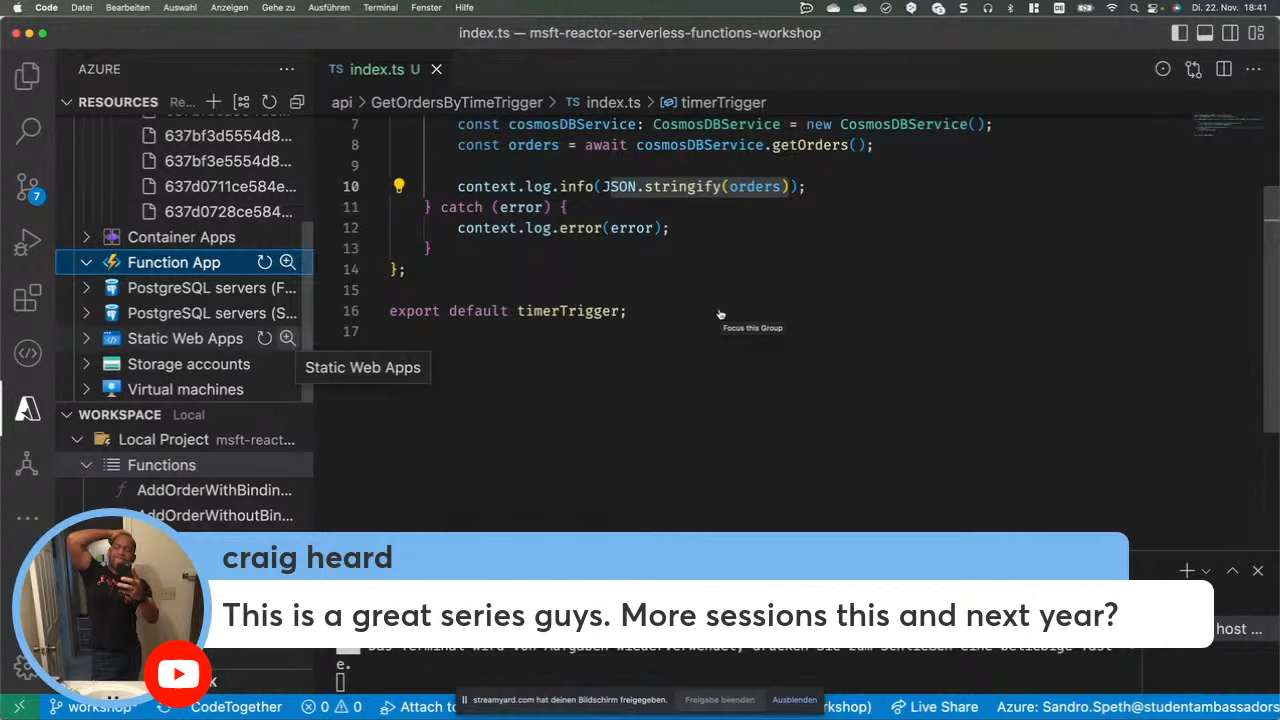 Code Datei Bearbeiten Auswahl Anzeigen Gehe zu Ausführen Terminal Fenster Hilfe
DE
Di. 22. Nov. 18:41
index.ts — msft-reactor-serverless-functions-workshop
AZURE
TS index.ts U
RESOURCES Re...
api > GetOrdersByTimeTrigger > TS index.ts > timerTrigger
637bf3d5554d8...
7 const cosmosDBService: CosmosDBService = new CosmosDBService();
637bf3e5554d8...
8 const orders = await cosmosDBService.getOrders();
637d0711ce584e...
9
637d0728ce584...
10 context.log.info(JSON.stringify(orders));
Container Apps
11 } catch (error) {
7
12 context.log.error(error);
Function App
13 }
PostgreSQL servers (F...
14 };
15
PostgreSQL servers (S...
16 export default timerTrigger;
Focus this Group
Static Web Apps
17
Static Web Apps
Storage accounts
Virtual machines
WORKSPACE Local
Local Project msft-react...
Functions
AddOrderWithBindin...
AddOrderWithoutBin...
craig heard
This is a great series guys. More sessions this and next year?
host ...
e.
streamyard.com hat deinen Bildschirm freigegeben. Freigabe beenden Ausblenden
workshop CodeTogether 0 0 Attach to
kshop) Live Share Azure: Sandro.Speth@studentambassadors